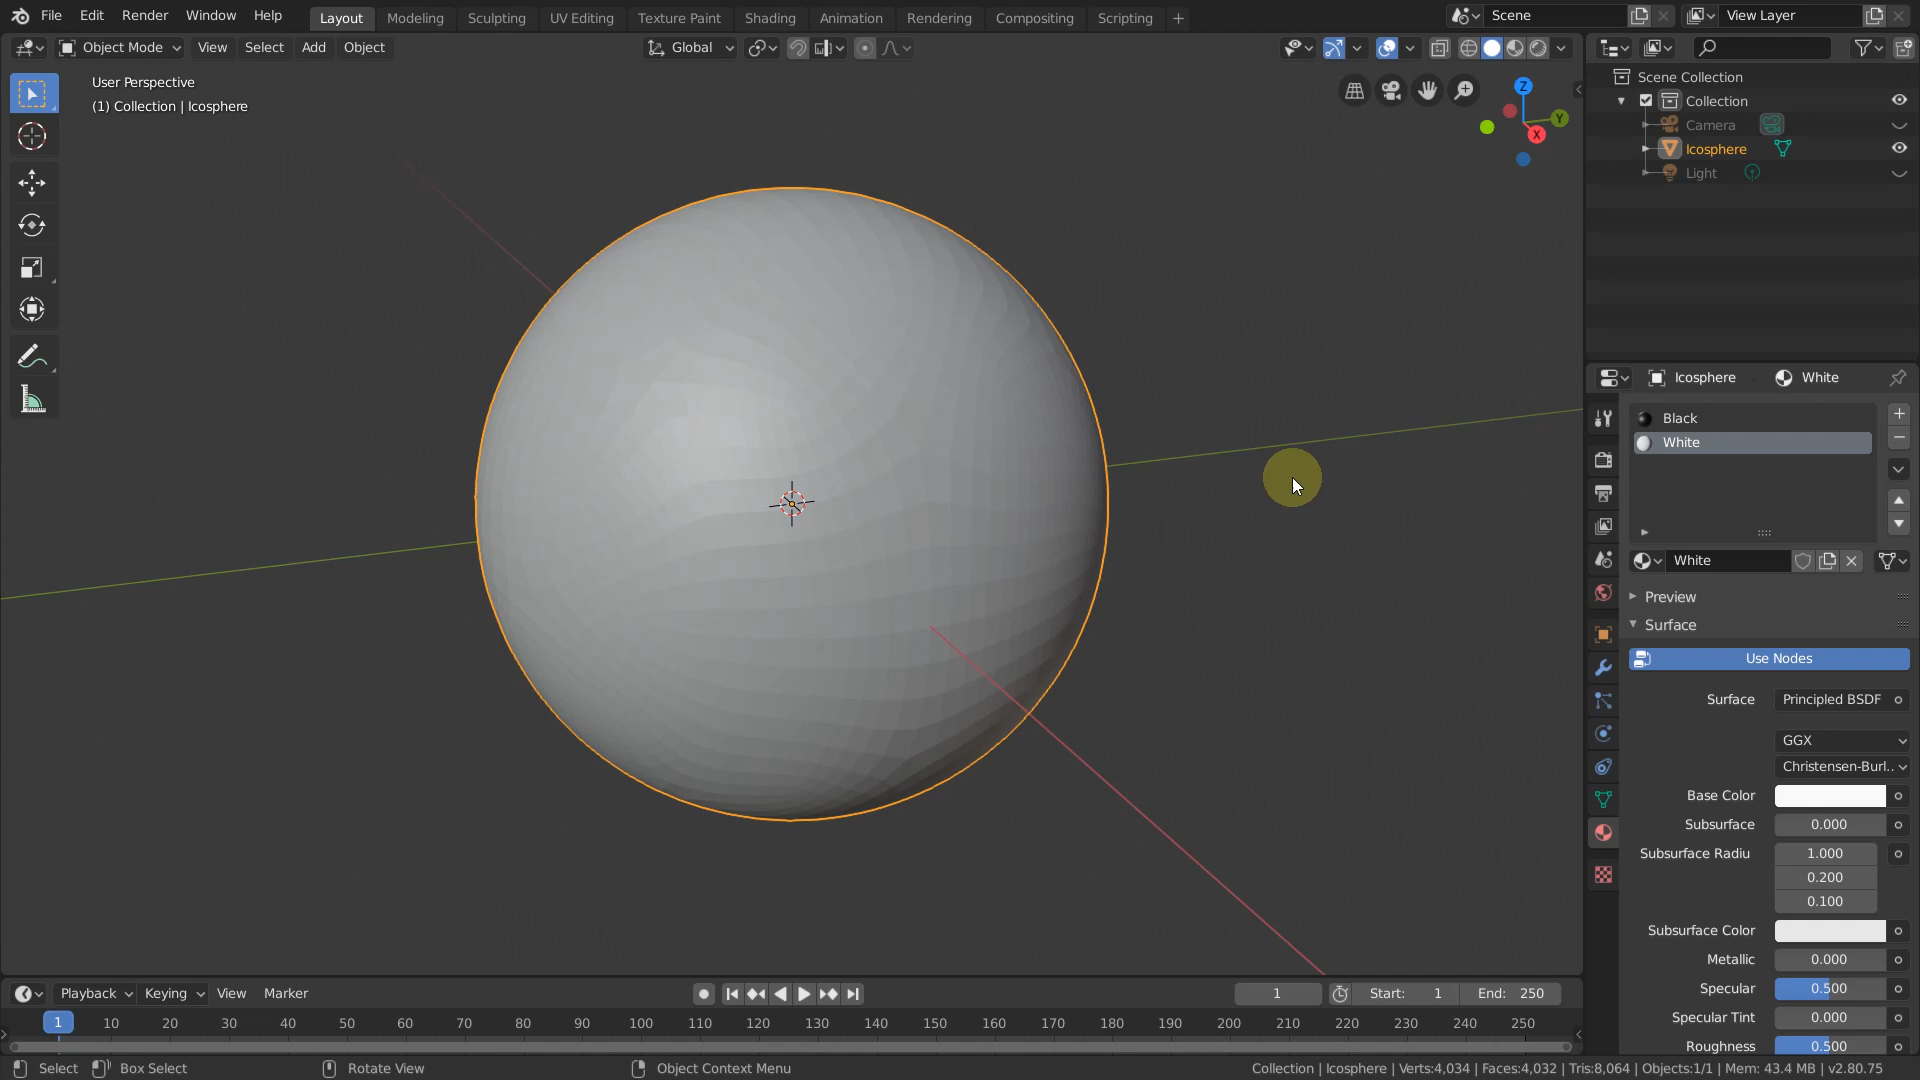 File Edit Render Window Help Layout Modeling Sculpting UV Editing Texture Paint Shading Animation Rendering Compositing Scripting + Scene View Layer
Object Mode View Select Add Object Global
User Perspective
(1) Collection | Icosphere
Z
Y
X
Scene Collection
Collection
Camera
Icosphere
Light
Icosphere White
Black
White
White
Preview
Surface
Use Nodes
Surface Principled BSDF
GGX
Christensen-Burl..
Base Color
Subsurface 0.000
Subsurface Radiu 1.000
0.200
0.100
Subsurface Color
Metallic 0.000
Specular 0.500
Specular Tint 0.000
Roughness 0.500
Playback Keying View Marker 1 Start: 1 End: 250
1 10 20 30 40 50 60 70 80 90 100 110 120 130 140 150 160 170 180 190 200 210 220 230 240 250
Select Box Select Rotate View Object Context Menu Collection | Icosphere | Verts:4,034 | Faces:4,032 | Tris:8,064 | Objects:1/1 | Mem: 43.4 MB | v2.80.75